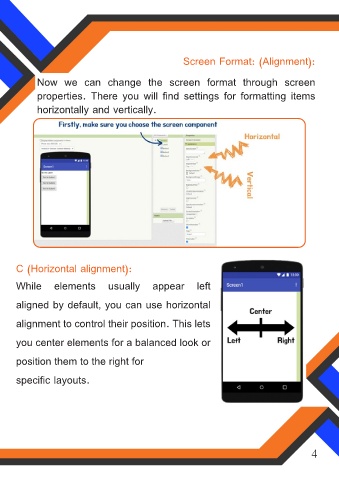 Screen Format: (Alignment):
Now we can change the screen format through screen
properties. There you will find settings for formatting items
horizontally and vertically.
Firstly, make sure you choose the screen component
Horizontal
Vertical
Screen1
C (Horizontal alignment):
While elements usually appear left
aligned by default, you can use horizontal
alignment to control their position. This lets
you center elements for a balanced look or
position them to the right for
specific layouts.
Screen1
Center
Left Right
4